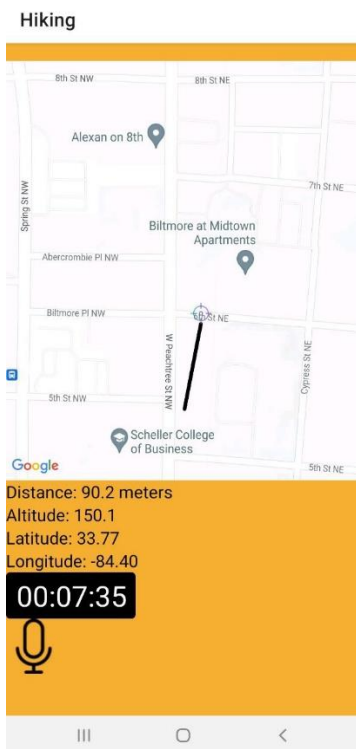 Hiking
8th St NW
8th St NE
Alexan on 8th
7th St NE
Spring St NW
Biltmore at Midtown
Apartments
Abercrombie Pl NW
Biltmore Pl NW
St NE
W Peachtree St NW
Cypress St NE
5th St NW
Scheller College
of Business
Google
5th St NE
Distance: 90.2 meters
Altitude: 150.1
Latitude: 33.77
Longitude: -84.40
00:07:35